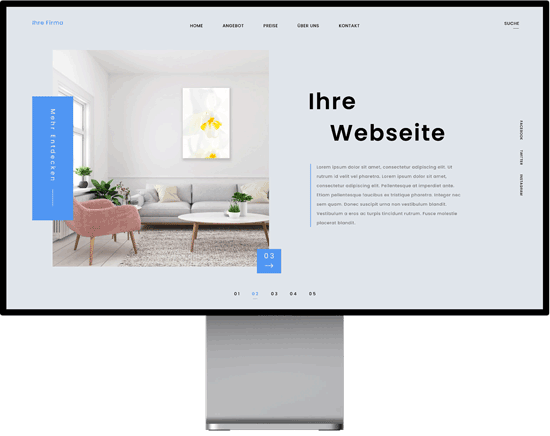 Ihre Firma
HOME ANGEBOT PREISE ÜBER UNS KONTAKT
SUCHE
Mehr Entdecken
Ihre
Webseite
Lorem ipsum dolor sit amet, consectetur adipiscing elit. Ut
rutrum id velit vel pharetra. Lorem ipsum dolor sit amet,
consectetur adipiscing elit. Pellentesque at imperdiet ante.
Etiam pellentesque faucibus ex tristique pharetra. Integer nec
sem quam. Donec suscipit urna non vestibulum blandit.
Vestibulum a eros ac turpis tincidunt rutrum. Fusce molestie
placerat blandit.
FACEBOOK
TWITTER
INSTAGRAM
03
01 02 03 04 05